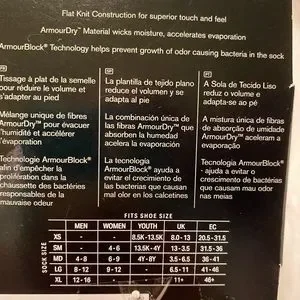 Flat Knit Construction for superior touch and feel
ArmourDry™ Material wicks moisture, accelerates evaporation
ArmourBlock® Technology helps prevent growth of odor causing bacteria in the sock
FR
Tissage à plat de la semelle
pour réduire le volume et
s'adapter au pied
Mélange unique de fibres
ArmourDry™ pour évacuer
l'humidité et accélérer
l'évaporation
Technologie ArmourBlock®
afin d'empêcher la
prolifération dans la
chaussette des bactéries
responsables de la
mauvaise odeur
ES
La plantilla de tejido plano
reduce el volumen y se
adapta al pie
La combinación única de
las fibras ArmourDry™ que
absorben la humedad
acelera la evaporación
La tecnología
ArmourBlock® ayuda a
evitar el crecimiento de
las bacterias que causan
mal olor en los calcetines
PT
A Sola de Tecido Liso
reduz o volume e
adapta-se ao pé
A mistura única de fibras
de absorção de umidade
ArmourDry™ aceleram a
evaporação
Tecnologia ArmourBlock®
ajuda a evitar o
crescimento de bactérias
que causam mau odor
nas meias
FITS SHOE SIZE
MEN WOMEN YOUTH UK EC
SOCK SIZE
XS - - 8.5K-13.5K 8.0-13 20.5-31.5
SM - 4-6 13.5K-4Y 13.5-3.5 31.5-36
MD 4-8 6-9 4Y-8Y 3.5-6.5
LG 8-12 9-12 - 6.5-11 41-46
XL 12-16 - - 11+ 46+